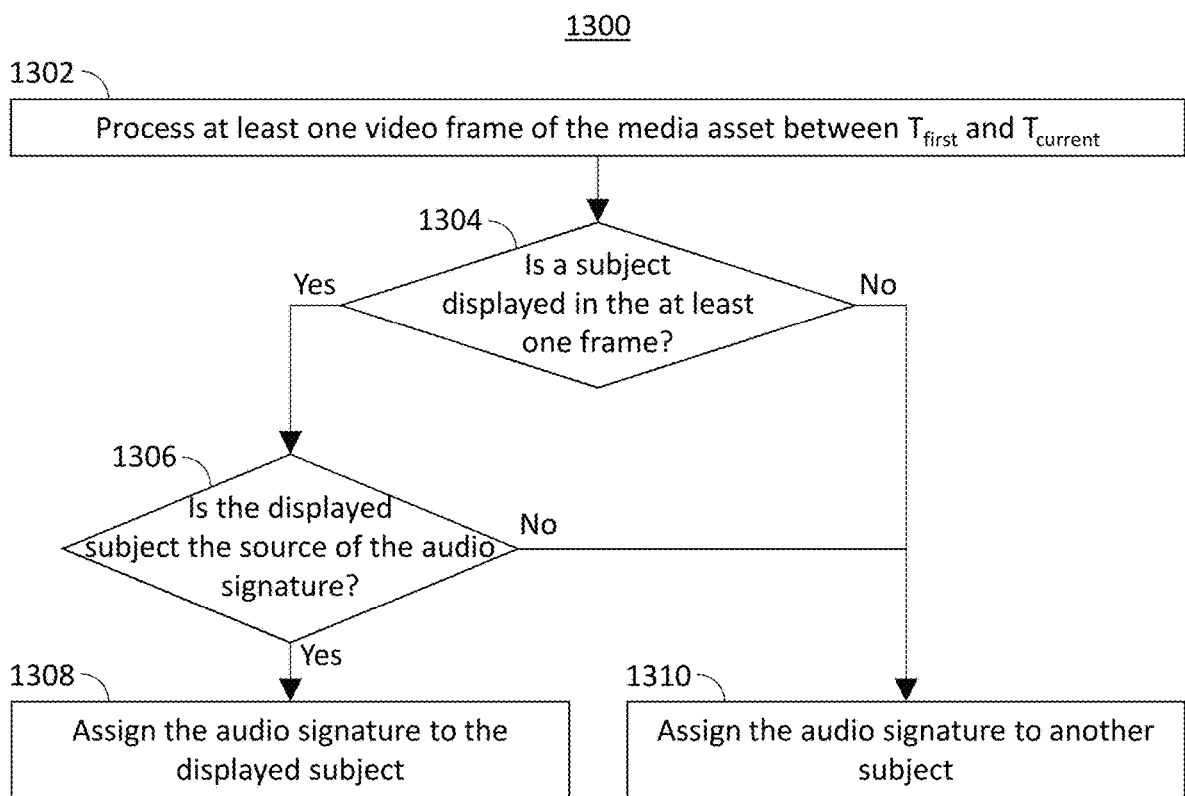 1300
1302
Process at least one video frame of the media asset between Tfirst and Tcurrent
1304
Is a subject
displayed in the at least
one frame?
Yes
No
1306
Is the displayed
subject the source of the audio
signature?
No
Yes
1308
Assign the audio signature to the
displayed subject
1310
Assign the audio signature to another
subject